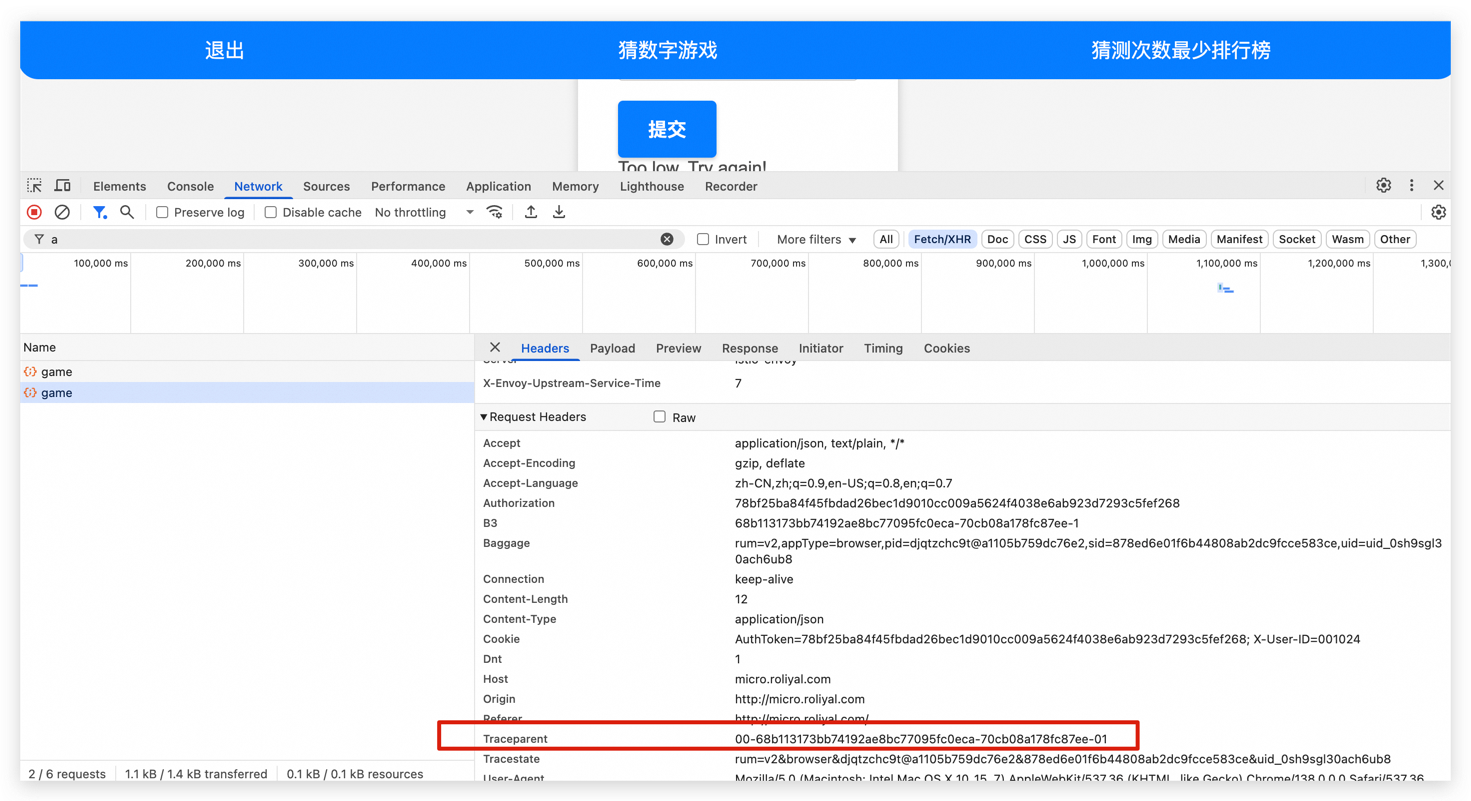 退出 猜数字游戏 猜测次数最少排行榜
提交
Too low. Try again!
Elements Console Network Sources Performance Application Memory Lighthouse Recorder
Preserve log Disable cache No throttling
a Invert More filters All Fetch/XHR Doc CSS JS Font Img Media Manifest Socket Wasm Other
100,000 ms 200,000 ms 300,000 ms 400,000 ms 500,000 ms 600,000 ms 700,000 ms 800,000 ms 900,000 ms 1,000,000 ms 1,100,000 ms 1,200,000 ms 1,300,0
Name Headers Payload Preview Response Initiator Timing Cookies
game
game
Server istio-envoy
X-Envoy-Upstream-Service-Time 7
Request Headers Raw
Accept application/json, text/plain, */*
Accept-Encoding gzip, deflate
Accept-Language zh-CN,zh;q=0.9,en-US;q=0.8,en;q=0.7
Authorization 78bf25ba84f45fbdad26bec1d9010cc009a5624f4038e6ab923d7293c5fef268
B3 68b113173bb74192ae8bc77095fc0eca-70cb08a178fc87ee-1
Baggage rum=v2,appType=browser,pid=djqtzchc9t@a1105b759dc76e2,sid=878ed6e01f6b44808ab2dc9fcce583ce,uid=uid_0sh9sgl3
0ach6ub8
Connection keep-alive
Content-Length 12
Content-Type application/json
Cookie AuthToken=78bf25ba84f45fbdad26bec1d9010cc009a5624f4038e6ab923d7293c5fef268; X-User-ID=001024
Dnt 1
Host micro.roliyal.com
Origin http://micro.roliyal.com
Referer http://micro.roliyal.com/
Traceparent 00-68b113173bb74192ae8bc77095fc0eca-70cb08a178fc87ee-01
Tracestate rum=v2&browser&djqtzchc9t@a1105b759dc76e2&878ed6e01f6b44808ab2dc9fcce583ce&uid_0sh9sgl30ach6ub8
User-Agent Mozilla/5.0 (Macintosh; Intel Mac OS X 10_15_7) AppleWebKit/537.36 (KHTML, like Gecko) Chrome/138.0.0.0 Safari/537.36
2 / 6 requests 1.1 kB / 1.4 kB transferred 0.1 kB / 0.1 kB resources